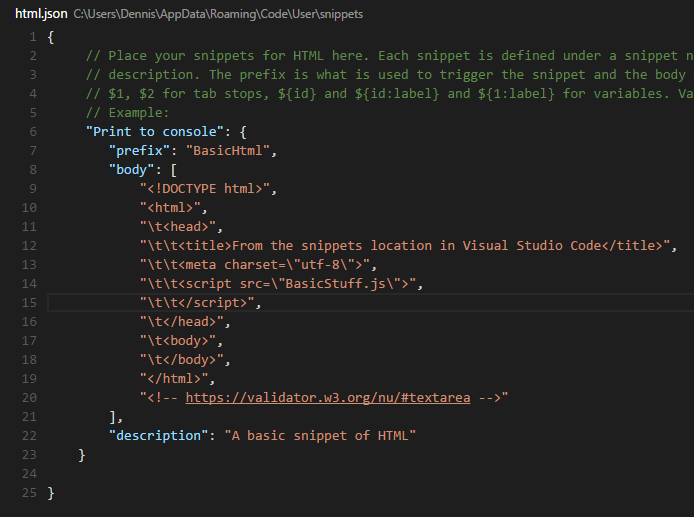 html.json C:\Users\Dennis\AppData\Roaming\Code\User\snippets
1 {
2 // Place your snippets for HTML here. Each snippet is defined under a snippet n
3 // description. The prefix is what is used to trigger the snippet and the body
4 // $1, $2 for tab stops, ${id} and ${id:label} and ${1:label} for variables. Va
5 // Example:
6 "Print to console": {
7 "prefix": "BasicHtml",
8 "body": [
9 "<!DOCTYPE html>",
10 "<html>",
11 "\t<head>",
12 "\t\t<title>From the snippets location in Visual Studio Code</title>",
13 "\t\t<meta charset=\"utf-8\">",
14 "\t\t<script src=\"BasicStuff.js\">",
15 "\t\t</script>",
16 "\t</head>",
17 "\t<body>",
18 "\t</body>",
19 "</html>",
20 "<!-- https://validator.w3.org/nu/#textarea -->"
21 ],
22 "description": "A basic snippet of HTML"
23 }
24
25 }